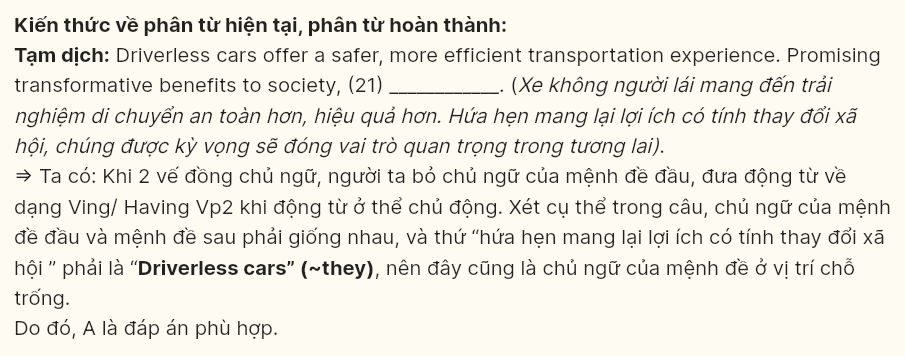 Kiến thức về phân từ hiện tại, phân từ hoàn thành:
Tạm dịch: Driverless cars offer a safer, more efficient transportation experience. Promising
transformative benefits to society, (21) ____________. (Xe không người lái mang đến trải
nghiệm di chuyển an toàn hơn, hiệu quả hơn. Hứa hẹn mang lại lợi ích có tính thay đổi xã
hội, chúng được kỳ vọng sẽ đóng vai trò quan trọng trong tương lai).
⇒ Ta có: Khi 2 vế đồng chủ ngữ, người ta bỏ chủ ngữ của mệnh đề đầu, đưa động từ về
dạng Ving/ Having Vp2 khi động từ ở thể chủ động. Xét cụ thể trong câu, chủ ngữ của mệnh
đề đầu và mệnh đề sau phải giống nhau, và thứ “hứa hẹn mang lại lợi ích có tính thay đổi xã
hội ” phải là “Driverless cars” (~they), nên đây cũng là chủ ngữ của mệnh đề ở vị trí chỗ
trống.
Do đó, A là đáp án phù hợp.